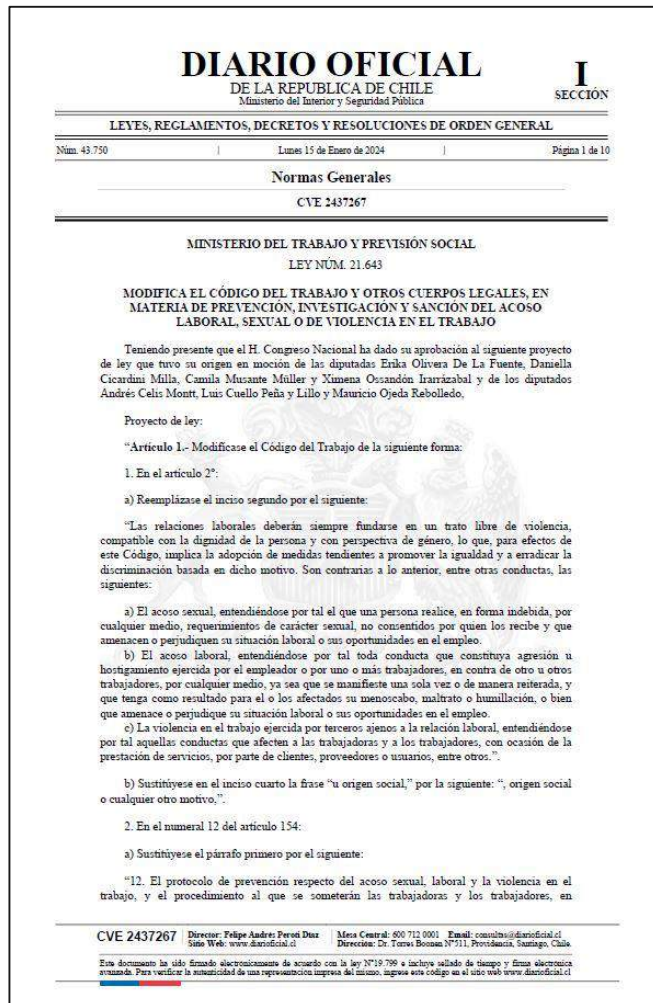 DIARIO OFICIAL
DE LA REPUBLICA DE CHILE
Ministerio del Interior y Seguridad Pública
I
SECCIÓN
LEYES, REGLAMENTOS, DECRETOS Y RESOLUCIONES DE ORDEN GENERAL
Núm. 43.750 | Lunes 15 de Enero de 2024 | Página 1 de 10
Normas Generales
CVE 2437267
MINISTERIO DEL TRABAJO Y PREVISIÓN SOCIAL
LEY NÚM. 21.643
MODIFICA EL CÓDIGO DEL TRABAJO Y OTROS CUERPOS LEGALES, EN
MATERIA DE PREVENCIÓN, INVESTIGACIÓN Y SANCIÓN DEL ACOSO
LABORAL, SEXUAL O DE VIOLENCIA EN EL TRABAJO
Teniendo presente que el H. Congreso Nacional ha dado su aprobación al siguiente proyecto
de ley que tuvo su origen en moción de las diputadas Erika Olivera De La Fuente, Daniella
Cicardini Milla, Camila Musante Müller y Ximena Ossandón Irarrázabal y de los diputados
Andrés Celis Montt, Luis Cuello Peña y Lillo y Mauricio Ojeda Rebolledo,
Proyecto de ley:
“Artículo 1.- Modifícase el Código del Trabajo de la siguiente forma:
1. En el artículo 2°:
a) Reemplázase el inciso segundo por el siguiente:
“Las relaciones laborales deberán siempre fundarse en un trato libre de violencia,
compatible con la dignidad de la persona y con perspectiva de género, lo que, para efectos de
este Código, implica la adopción de medidas tendientes a promover la igualdad y a erradicar la
discriminación basada en dicho motivo. Son contrarias a lo anterior, entre otras conductas, las
siguientes:
a) El acoso sexual, entendiéndose por tal el que una persona realice, en forma indebida, por
cualquier medio, requerimientos de carácter sexual, no consentidos por quien los recibe y que
amenacen o perjudiquen su situación laboral o sus oportunidades en el empleo.
b) El acoso laboral, entendiéndose por tal toda conducta que constituya agresión u
hostigamiento ejercida por el empleador o por uno o más trabajadores, en contra de otro u otros
trabajadores, por cualquier medio, ya sea que se manifieste una sola vez o de manera reiterada, y
que tenga como resultado para el o los afectados su menoscabo, maltrato o humillación, o bien
que amenace o perjudique su situación laboral o sus oportunidades en el empleo.
c) La violencia en el trabajo ejercida por terceros ajenos a la relación laboral, entendiéndose
por tal aquellas conductas que afecten a las trabajadoras y a los trabajadores, con ocasión de la
prestación de servicios, por parte de clientes, proveedores o usuarios, entre otros.”.
b) Sustitúyese en el inciso cuarto la frase “u origen social,” por la siguiente: “, origen social
o cualquier otro motivo,”.
2. En el numeral 12 del artículo 154:
a) Sustitúyese el párrafo primero por el siguiente:
“12. El protocolo de prevención respecto del acoso sexual, laboral y la violencia en el
trabajo, y el procedimiento al que se someterán las trabajadoras y los trabajadores, en
CVE 2437267 | Director: Felipe Andrés Peroti Díaz | Mesa Central: 600 712 0001 Email: consultas@diarioficial.cl
Sitio Web: www.diarioficial.cl | Dirección: Dr. Torres Boonen N°511, Providencia, Santiago, Chile.
Este documento ha sido firmado electrónicamente de acuerdo con la ley N°19.799 e incluye sellado de tiempo y firma electrónica
avanzada. Para verificar la autenticidad de una representación impresa del mismo, ingrese este código en el sitio web www.diarioficial.cl